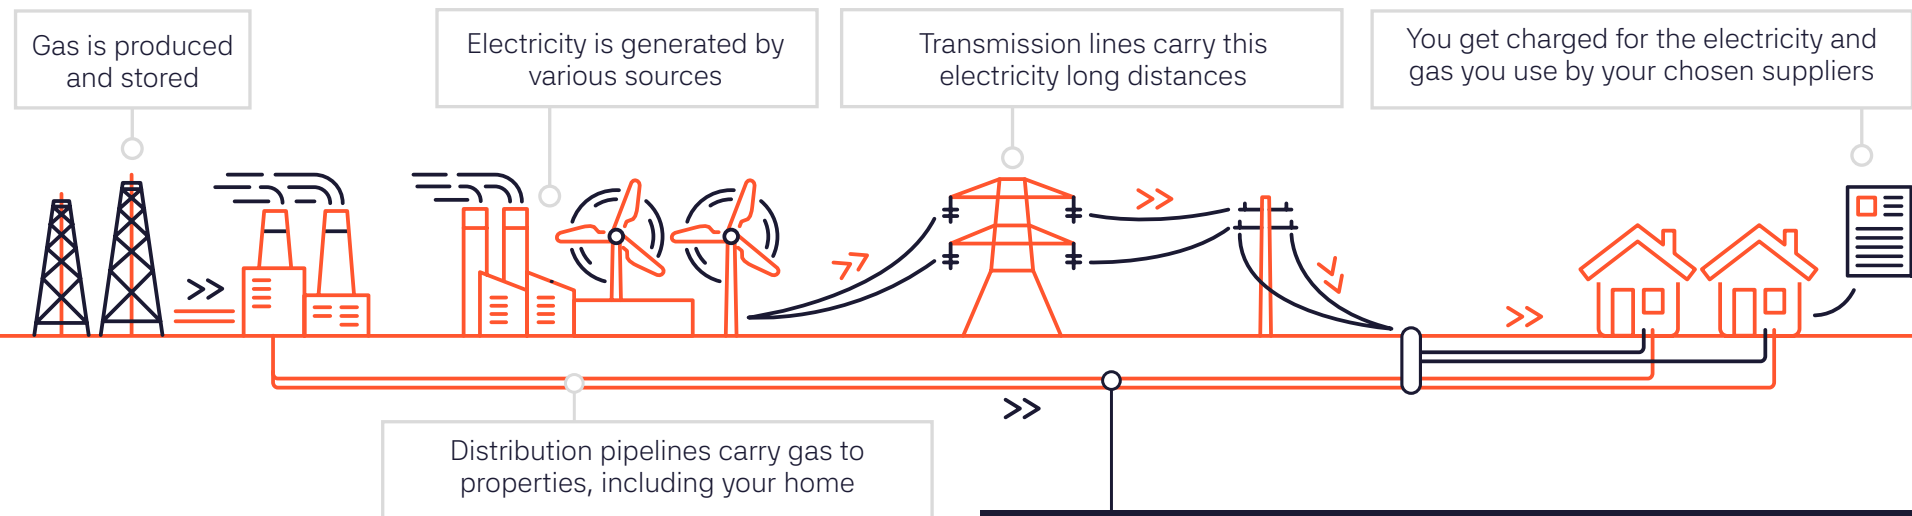 Gas is produced
and stored
Electricity is generated by
various sources
Transmission lines carry this
electricity long distances
You get charged for the electricity and
gas you use by your chosen suppliers
Distribution pipelines carry gas to
properties, including your home